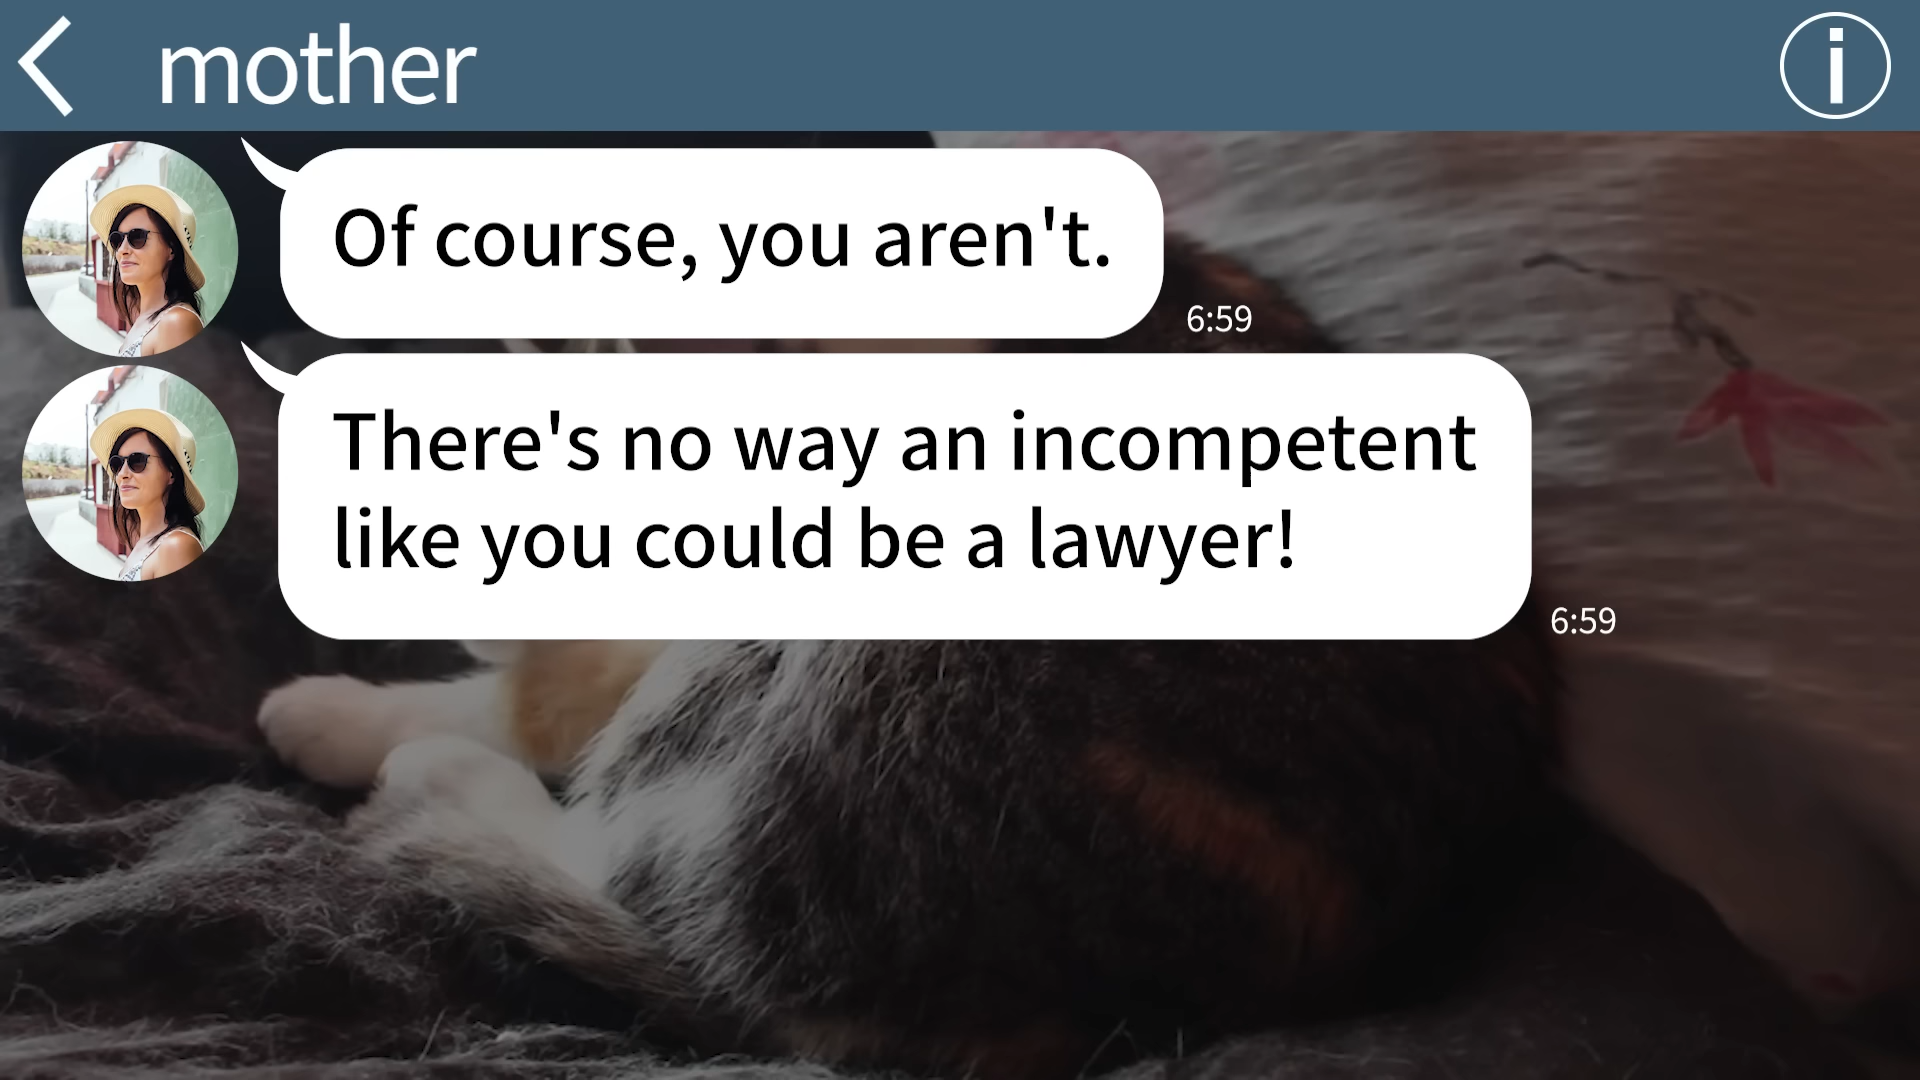 mother
Of course, you aren't.
6:59
There's no way an incompetent
like you could be a lawyer!
6:59